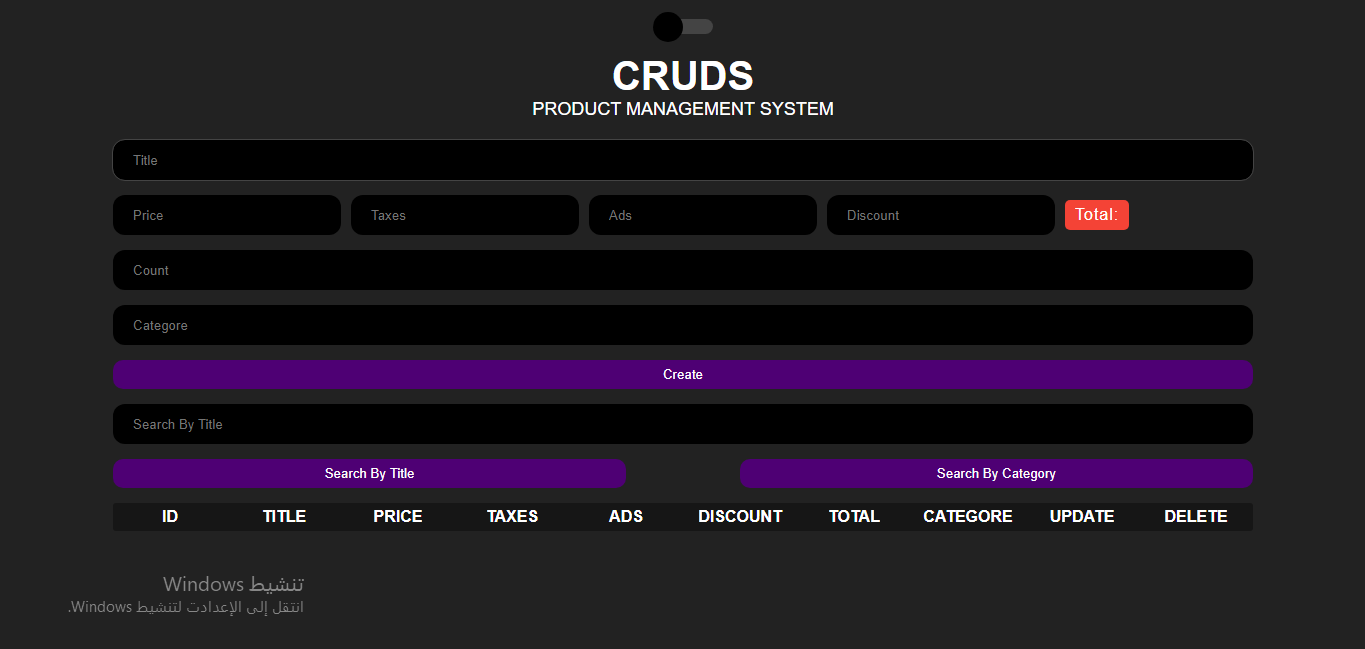 CRUDS
PRODUCT MANAGEMENT SYSTEM
Title
Price Taxes Ads Discount Total:
Count
Categore
Create
Search By Title
Search By Title Search By Category
ID TITLE PRICE TAXES ADS DISCOUNT TOTAL CATEGORE UPDATE DELETE
تنشيط Windows
انتقل إلى الإعدادت لتنشيط Windows.